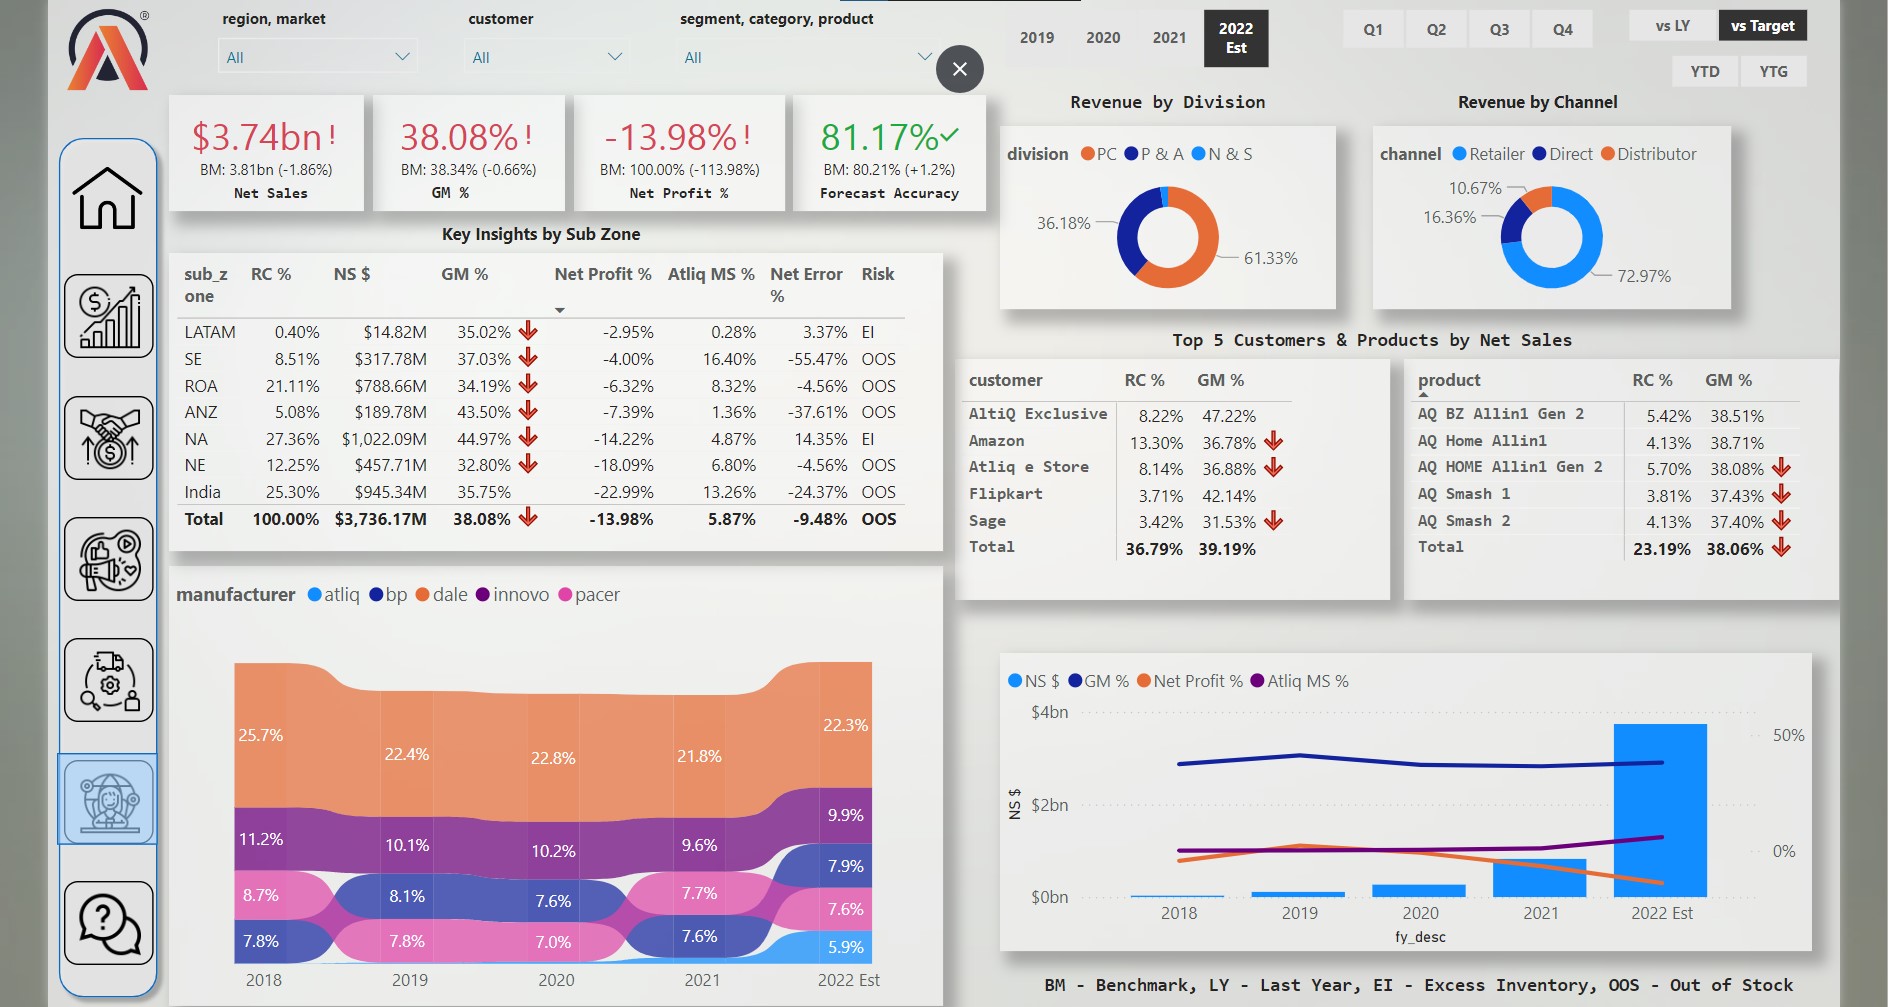 ®
region, market
customer
segment, category, product
All
All
All
2019
2020
2021
2022
Est
Q1
Q2
Q3
Q4
vs LY
vs Target
YTD
YTG
$3.74bn!
BM: 3.81bn (-1.86%)
Net Sales
38.08%!
BM: 38.34% (-0.66%)
GM %
-13.98%!
BM: 100.00% (-113.98%)
Net Profit %
81.17%✓
BM: 80.21% (+1.2%)
Forecast Accuracy
Revenue by Division
division PC P & A N & S
36.18%
61.33%
Revenue by Channel
channel Retailer Direct Distributor
10.67%
16.36%
72.97%
Key Insights by Sub Zone
sub_z
one
RC % NS $ GM % Net Profit % Atliq MS % Net Error
%
Risk
LATAM 0.40% $14.82M 35.02% -2.95% 0.28% 3.37% EI
SE 8.51% $317.78M 37.03% -4.00% 16.40% -55.47% OOS
ROA 21.11% $788.66M 34.19% -6.32% 8.32% -4.56% OOS
ANZ 5.08% $189.78M 43.50% -7.39% 1.36% -37.61% OOS
NA 27.36% $1,022.09M 44.97% -14.22% 4.87% 14.35% EI
NE 12.25% $457.71M 32.80% -18.09% 6.80% -4.56% OOS
India 25.30% $945.34M 35.75% -22.99% 13.26% -24.37% OOS
Total 100.00% $3,736.17M 38.08% -13.98% 5.87% -9.48% OOS
Top 5 Customers & Products by Net Sales
customer RC % GM %
AltiQ Exclusive 8.22% 47.22%
Amazon 13.30% 36.78%
Atliq e Store 8.14% 36.88%
Flipkart 3.71% 42.14%
Sage 3.42% 31.53%
Total 36.79% 39.19%
product RC % GM %
AQ BZ Allin1 Gen 2 5.42% 38.51%
AQ Home Allin1 4.13% 38.71%
AQ HOME Allin1 Gen 2 5.70% 38.08%
AQ Smash 1 3.81% 37.43%
AQ Smash 2 4.13% 37.40%
Total 23.19% 38.06%
manufacturer atliq bp dale innovo pacer
25.7% 22.4% 22.8% 21.8% 22.3%
11.2% 10.1% 10.2% 9.6% 9.9%
8.7% 8.1% 7.6% 7.7% 7.9%
7.8% 7.8% 7.0% 7.6% 7.6%
5.9%
2018 2019 2020 2021 2022 Est
NS $ GM % Net Profit % Atliq MS %
$4bn
50%
$2bn
NS $
0%
$0bn
2018 2019 2020 2021 2022 Est
fy_desc
BM - Benchmark, LY - Last Year, EI - Excess Inventory, OOS - Out of Stock